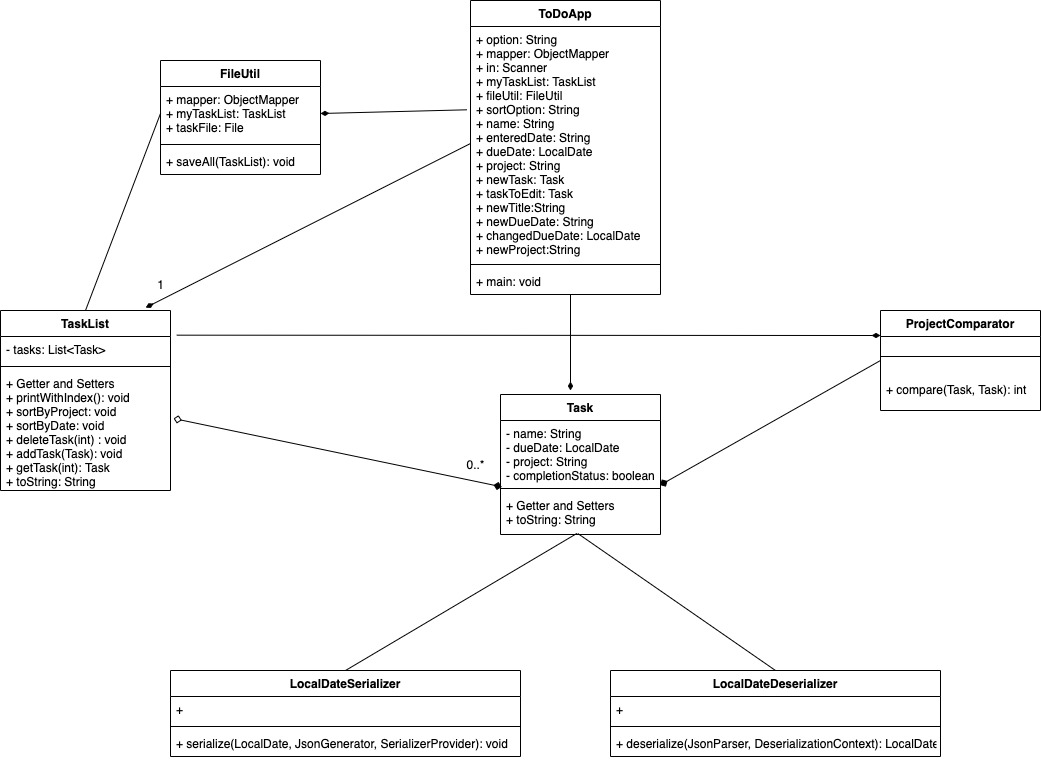 ToDoApp
+ option: String
+ mapper: ObjectMapper
+ in: Scanner
+ myTaskList: TaskList
+ fileUtil: FileUtil
+ sortOption: String
+ name: String
+ enteredDate: String
+ dueDate: LocalDate
+ project: String
+ newTask: Task
+ taskToEdit: Task
+ newTitle:String
+ newDueDate: String
+ changedDueDate: LocalDate
+ newProject:String
+ main: void
FileUtil
+ mapper: ObjectMapper
+ myTaskList: TaskList
+ taskFile: File
+ saveAll(TaskList): void
1
TaskList
- tasks: List<Task>
+ Getter and Setters
+ printWithIndex(): void
+ sortByProject: void
+ sortByDate: void
+ deleteTask(int) : void
+ addTask(Task): void
+ getTask(int): Task
+ toString: String
ProjectComparator
+ compare(Task, Task): int
0..*
Task
- name: String
- dueDate: LocalDate
- project: String
- completionStatus: boolean
+ Getter and Setters
+ toString: String
LocalDateSerializer
+
+ serialize(LocalDate, JsonGenerator, SerializerProvider): void
LocalDateDeserializer
+
+ deserialize(JsonParser, DeserializationContext): LocalDate